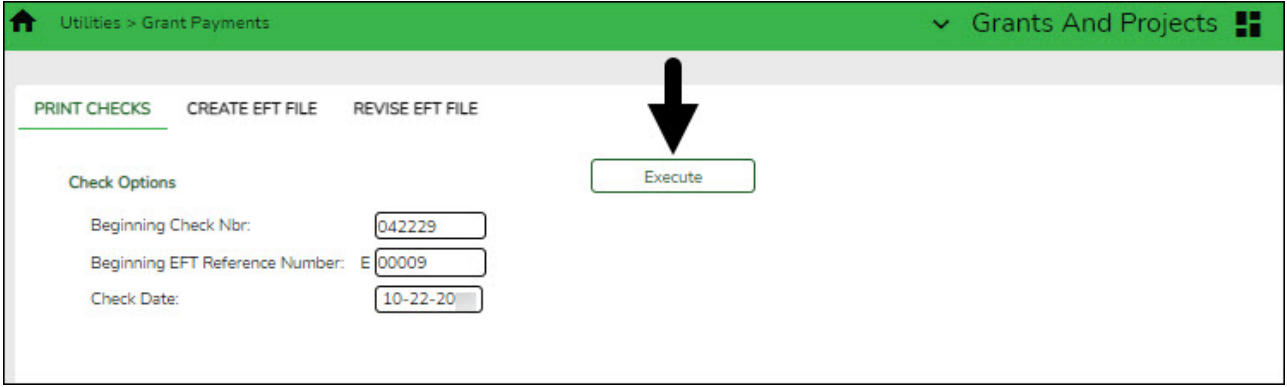 Utilities > Grant Payments
Grants And Projects
PRINT CHECKS CREATE EFT FILE REVISE EFT FILE
Execute
Check Options
Beginning Check Nbr: 042229
Beginning EFT Reference Number: E 00009
Check Date: 10-22-20